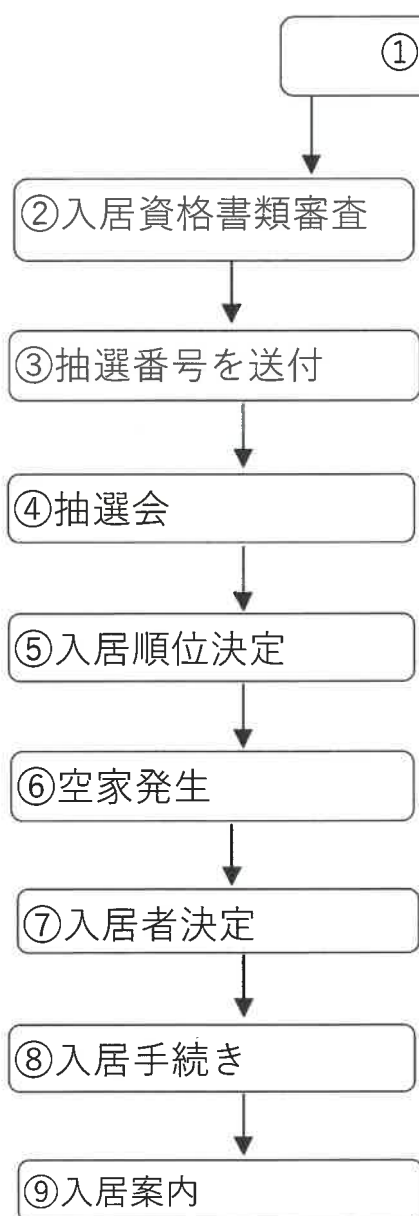 ①
②入居資格書類審査
③抽選番号を送付
④抽選会
⑤入居順位決定
⑥空家発生
⑦入居者決定
⑧入居手続き
⑨入居案内